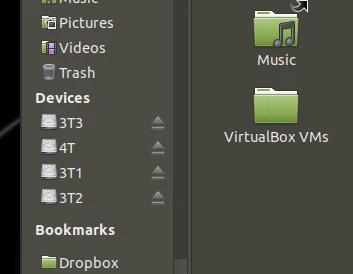 Music
Pictures
Videos
Trash
Devices
3T3
4T
3T1
3T2
Bookmarks
Dropbox
Music
VirtualBox VMs